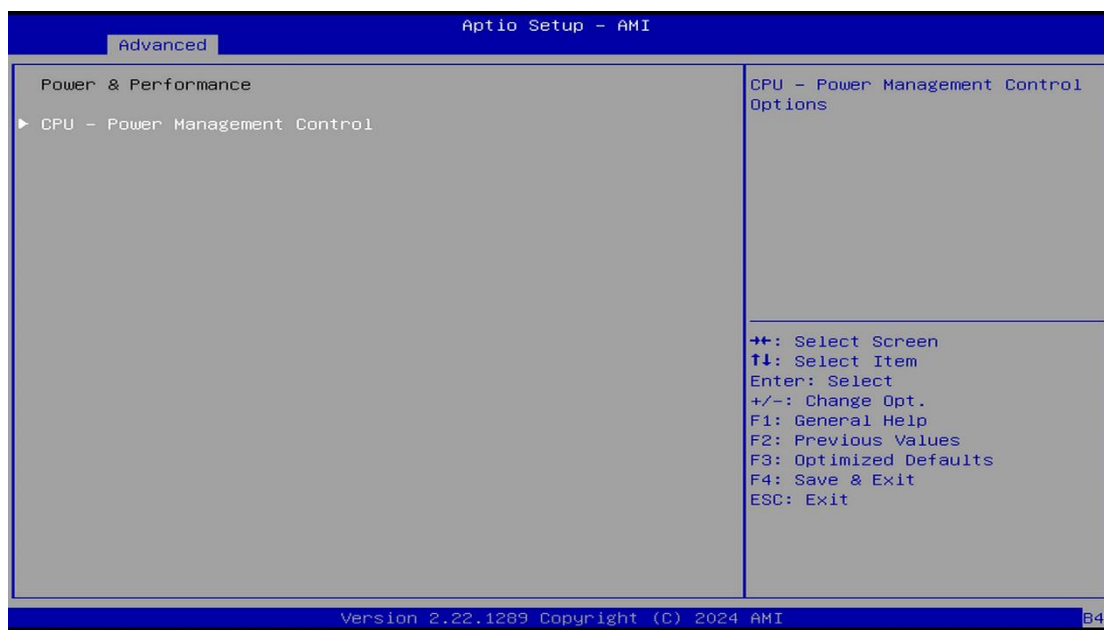 Aptio Setup – AMI
Advanced
Power & Performance
▶ CPU – Power Management Control
CPU – Power Management Control
Options
→←: Select Screen
↑↓: Select Item
Enter: Select
+/-: Change Opt.
F1: General Help
F2: Previous Values
F3: Optimized Defaults
F4: Save & Exit
ESC: Exit
Version 2.22.1289 Copyright (C) 2024 AMI
B4